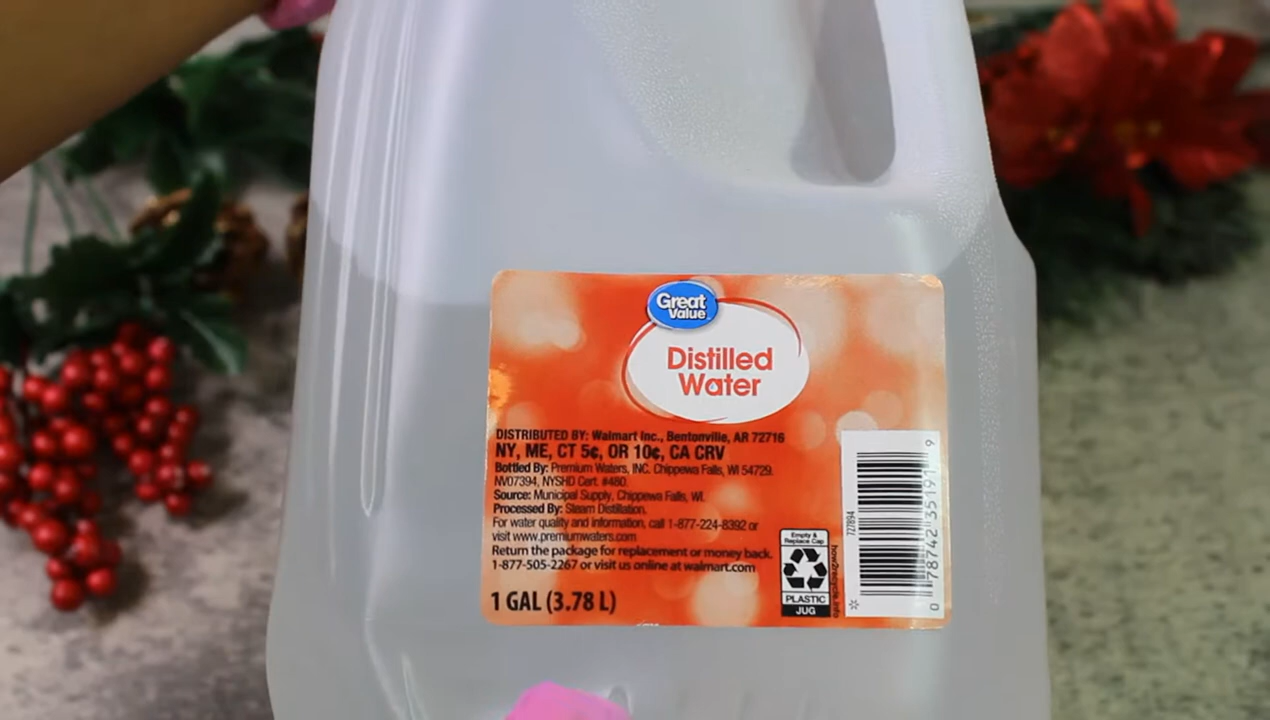 Great
Value
Distilled
Water
DISTRIBUTED BY: Walmart Inc., Bentonville, AR 72716
NY, ME, CT 5¢, OR 10¢, CA CRV
Bottled By: Premium Waters, INC. Chippewa Falls, WI 54729.
NV07394, NYSHD Cert. #480.
Source: Municipal Supply, Chippewa Falls, WI.
Processed By: Steam Distillation.
For water quality and information, call 1-877-224-8392 or
visit www.premiumwaters.com
Return the package for replacement or money back.
1-877-505-2267 or visit us online at walmart.com
1 GAL (3.78 L)
Empty &
Replace Cap
PLASTIC
JUG
how2recycle.info
727894
0 78742 35191 9